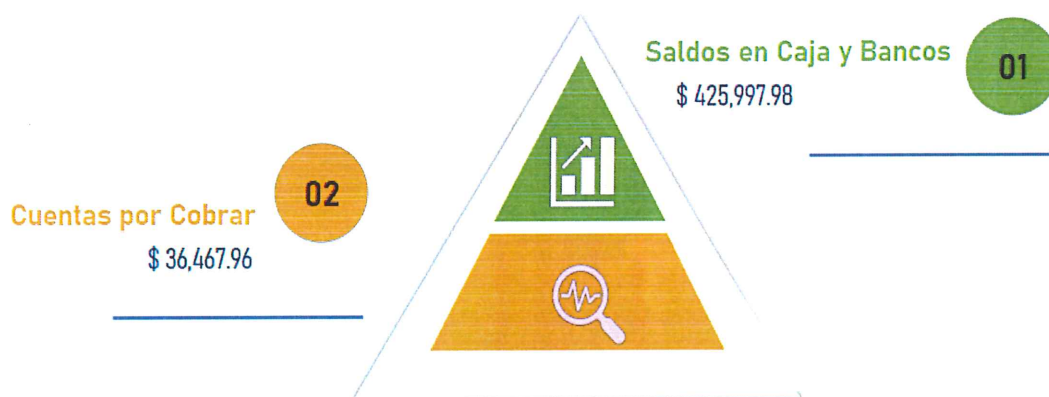 Saldos en Caja y Bancos
01
$ 425,997.98
02
Cuentas por Cobrar
$ 36,467.96